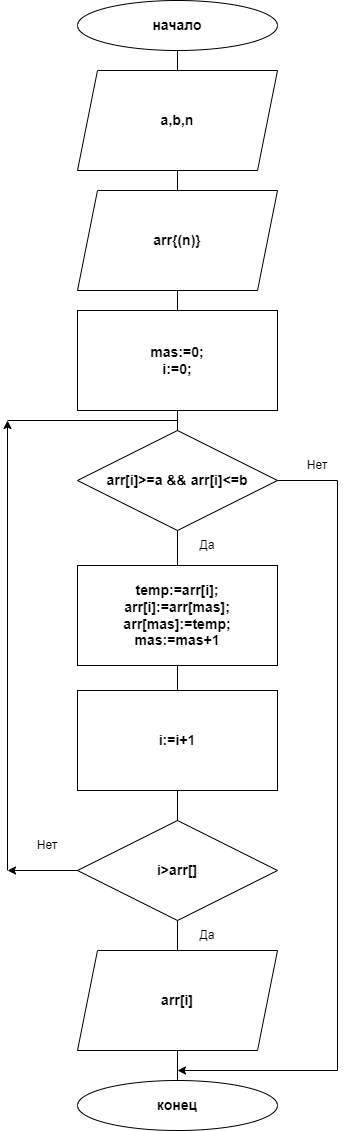 начало
a,b,n
arr{(n)}
mas:=0;
i:=0;
arr[i]>=a && arr[i]<=b
Нет
Да
temp:=arr[i];
arr[i]:=arr[mas];
arr[mas]:=temp;
mas:=mas+1
i:=i+1
Нет
i>arr[]
Да
arr[i]
конец